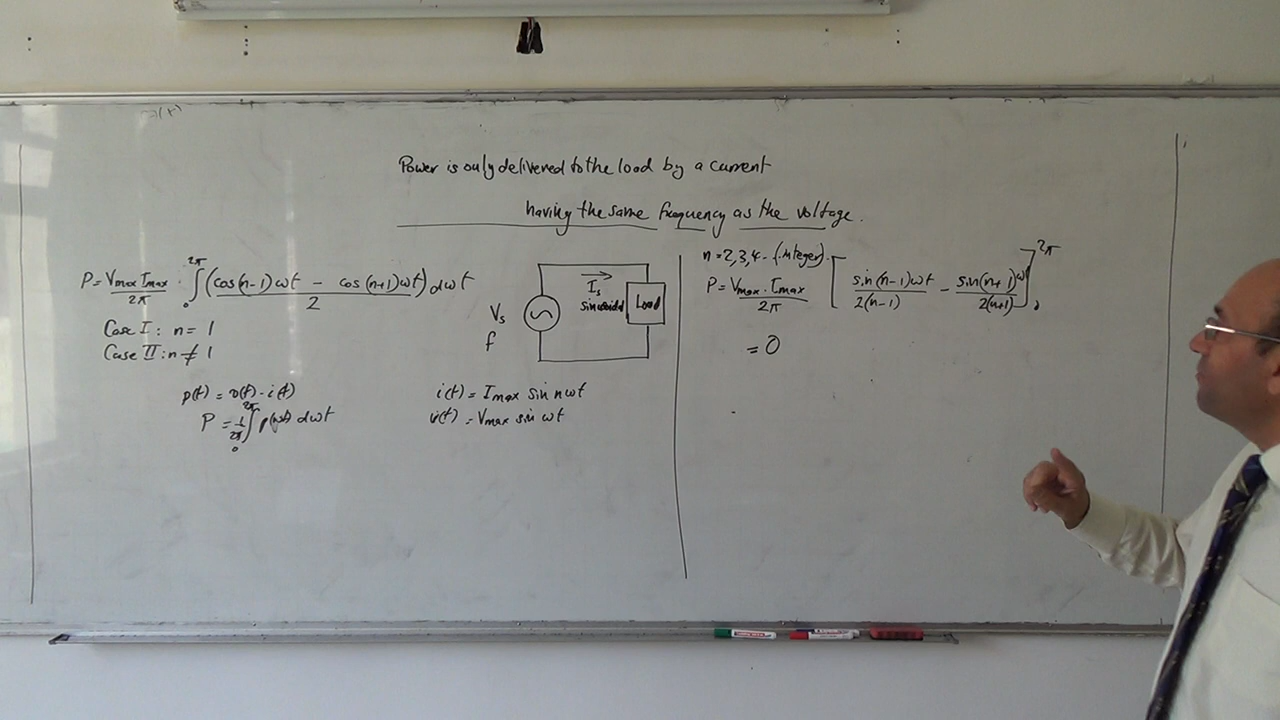 Power is only delivered to the load by a current
having the same frequency as the voltage.
P = Vmax Imax / 2π · ∫₀^2π (cos(n-1)ωt - cos(n+1)ωt) / 2 dωt
Case I : n = 1
Case II : n ≠ 1
p(t) = v(t) · i(t)
P = 1/2π ∫₀^2π p(ωt) dωt
Vs
f
Is
sinusoidal
Load
i(t) = Imax sin nωt
v(t) = Vmax sin ωt
n = 2,3,4 - (integer).
P = Vmax · Imax / 2π [ sin(n-1)ωt / 2(n-1) - sin(n+1)ωt / 2(n+1) ]₀^2π
= 0